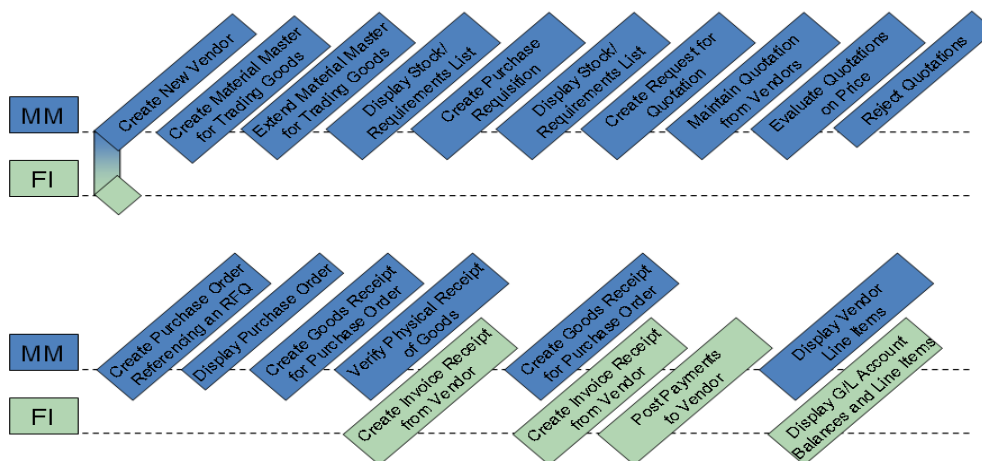 MM
Create New Vendor
Create Material Master
for Trading Goods
Extend Material Master
for Trading Goods
Display Stock/
Requirements List
Create Purchase
Requisition
Display Stock/
Requirements List
Create Request for
Quotation
Maintain Quotation
from Vendors
Evaluate Quotations
on Price
Reject Quotations
FI
MM
Create Purchase Order
Referencing an RFQ
Display Purchase Order
Create Goods Receipt
for Purchase Order
Verify Physical Receipt
of Goods
Create Goods Receipt
for Purchase Order
Display Vendor
Line Items
FI
Create Invoice Receipt
from Vendor
Create Invoice Receipt
from Vendor
Post Payments
to Vendor
Display G/L Account
Balances and Line Items